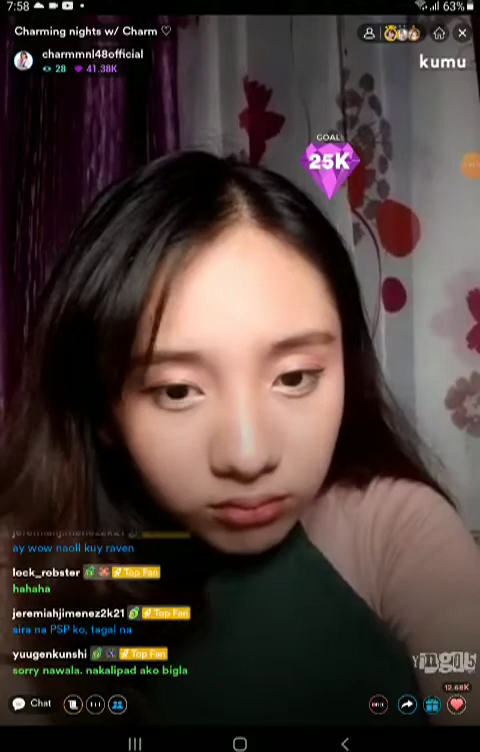 7:58
63%
Charming nights w/ Charm ♡
charmmnl48official
28 41.38K
kumu
GOAL
25K
jeremiahjimenez2k21
ay wow naoll kuy raven
lock_robster Top Fan
hahaha
jeremiahjimenez2k21 Top Fan
sira na PSP ko, tagal na
yuugenkunshi Top Fan
sorry nawala. nakalipad ako bigla
12.68K
Chat